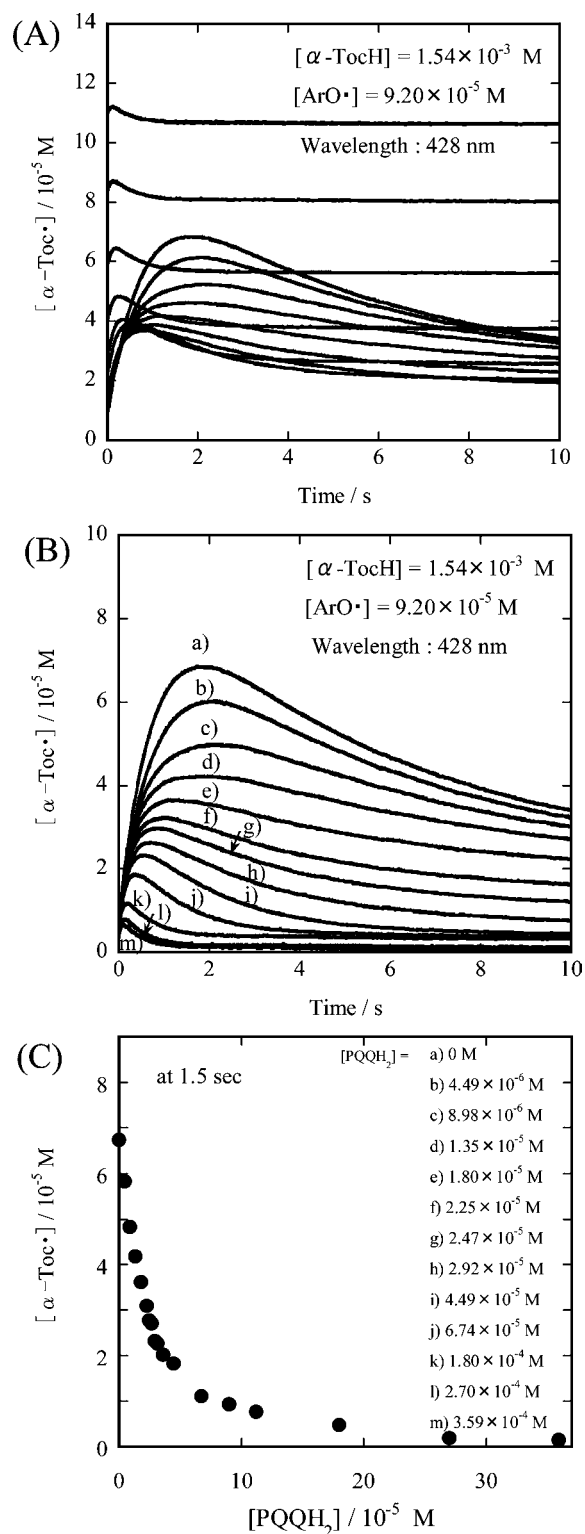 (A)
14
12
10
8
6
4
2
0
[α-Toc•] / 10⁻⁵ M
[α-TocH] = 1.54×10⁻³ M
[ArO•] = 9.20×10⁻⁵ M
Wavelength : 428 nm
0 2 4 6 8 10
Time / s
(B)
10
8
6
4
2
0
[α-Toc•] / 10⁻⁵ M
[α-TocH] = 1.54×10⁻³ M
[ArO•] = 9.20×10⁻⁵ M
Wavelength : 428 nm
a)
b)
c)
d)
e)
f)
g)
h)
i)
j)
k)
l)
m)
0 2 4 6 8 10
Time / s
(C)
8
6
4
2
0
[α-Toc•] / 10⁻⁵ M
at 1.5 sec
[PQQH₂] = a) 0 M
b) 4.49×10⁻⁶ M
c) 8.98×10⁻⁶ M
d) 1.35×10⁻⁵ M
e) 1.80×10⁻⁵ M
f) 2.25×10⁻⁵ M
g) 2.47×10⁻⁵ M
h) 2.92×10⁻⁵ M
i) 4.49×10⁻⁵ M
j) 6.74×10⁻⁵ M
k) 1.80×10⁻⁴ M
l) 2.70×10⁻⁴ M
m) 3.59×10⁻⁴ M
0 10 20 30
[PQQH₂] / 10⁻⁵ M